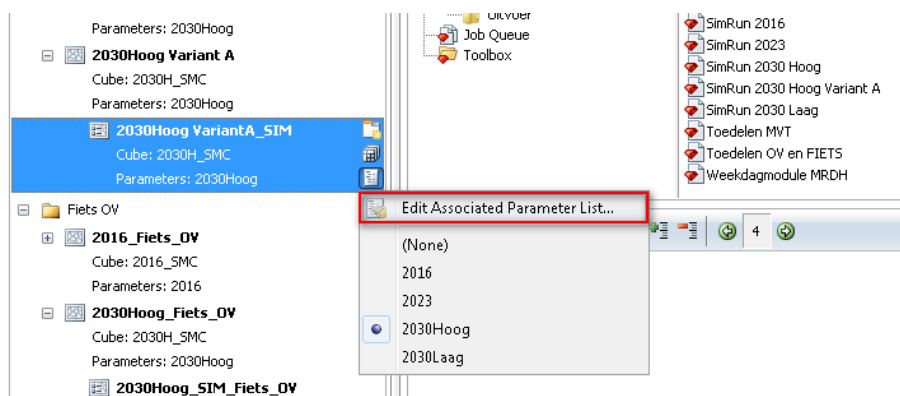 Parameters: 2030Hoog
2030Hoog Variant A
Cube: 2030H_SMC
Parameters: 2030Hoog
2030Hoog VariantA_SIM
Cube: 2030H_SMC
Parameters: 2030Hoog
Fiets OV
2016_Fiets_OV
Cube: 2016_SMC
Parameters: 2016
2030Hoog_Fiets_OV
Cube: 2030H_SMC
Parameters: 2030Hoog
2030Hoog_SIM_Fiets_OV
Uitvoer
Job Queue
Toolbox
SimRun 2016
SimRun 2023
SimRun 2030 Hoog
SimRun 2030 Hoog Variant A
SimRun 2030 Laag
Toedelen MVT
Toedelen OV en FIETS
Weekdagmodule MRDH
4
Edit Associated Parameter List...
(None)
2016
2023
2030Hoog
2030Laag